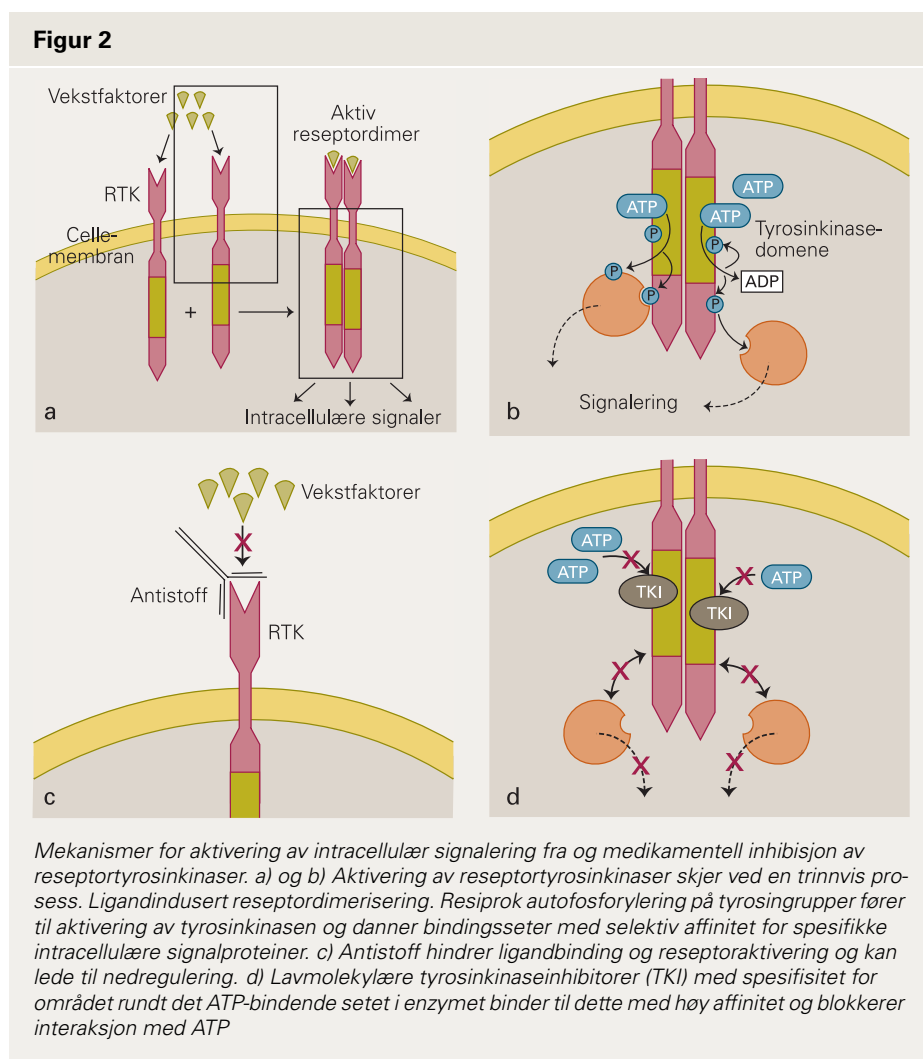 Figur 2
Vekstfaktorer
Aktiv
reseptordimer
RTK
Celle-
membran
+
Intracellulære signaler
a
ATP
ATP
ATP
Tyrosinkinase-
domene
P
P
ADP
P
P
P
Signalering
b
Vekstfaktorer
X
Antistoff
RTK
c
ATP
X
ATP
X
ATP
TKI
TKI
X
X
X
X
d
Mekanismer for aktivering av intracellulær signalering fra og medikamentell inhibisjon av
reseptortyrosinkinaser. a) og b) Aktivering av reseptortyrosinkinaser skjer ved en trinnvis pro-
sess. Ligandindusert reseptordimerisering. Resiprok autofosforylering på tyrosingrupper fører
til aktivering av tyrosinkinasen og danner bindingsseter med selektiv affinitet for spesifikke
intracellulære signalproteiner. c) Antistoff hindrer ligandbinding og reseptoraktivering og kan
lede til nedregulering. d) Lavmolekylære tyrosinkinaseinhibitorer (TKI) med spesifisitet for
området rundt det ATP-bindende setet i enzymet binder til dette med høy affinitet og blokkerer
interaksjon med ATP